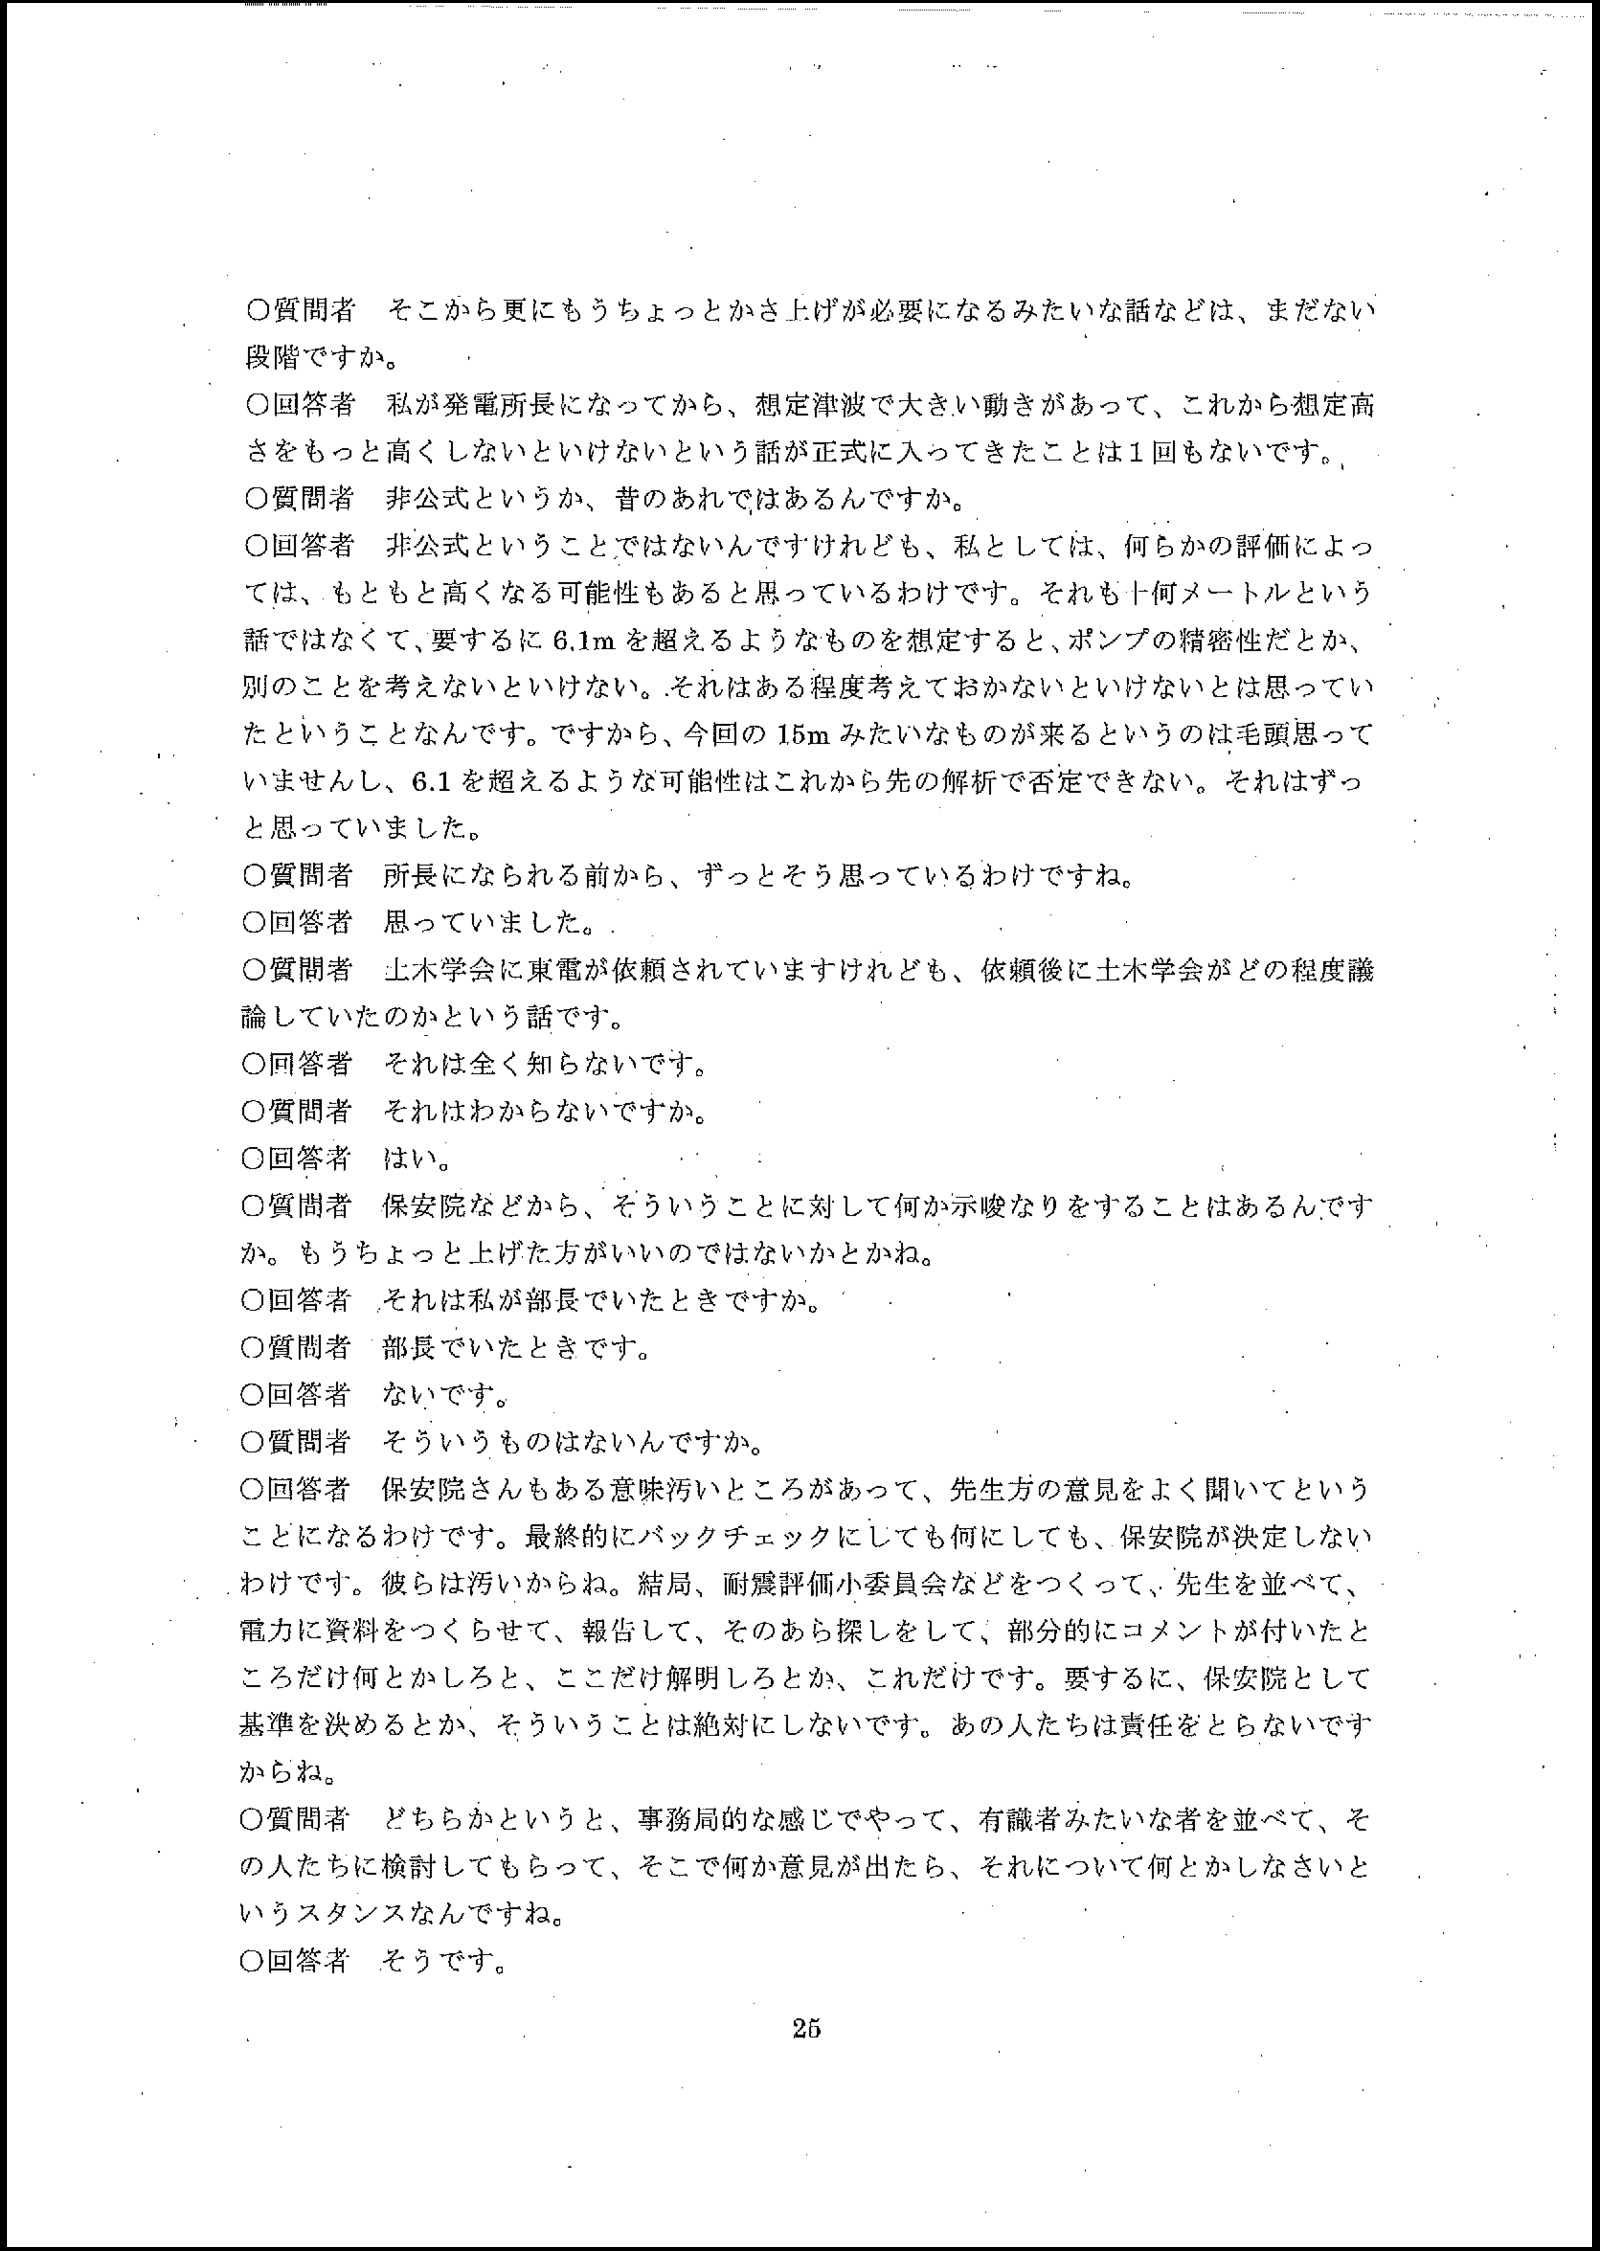 ○質問者　そこから更にもうちょっとかさ上げが必要になるみたいな話などは、まだない
段階ですか。
○回答者　私が発電所長になってから、想定津波で大きい動きがあって、これから想定高
さをもっと高くしないといけないという話が正式に入ってきたことは1回もないです。
○質問者　非公式というか、昔のあれではあるんですか。
○回答者　非公式ということではないんですけれども、私としては、何らかの評価によっ
ては、もともと高くなる可能性もあると思っているわけです。それも十何メートルという
話ではなくて、要するに 6.1m を超えるようなものを想定すると、ポンプの精密性だとか、
別のことを考えないといけない。それはある程度考えておかないといけないとは思ってい
たということなんです。ですから、今回の 15m みたいなものが来るというのは毛頭思って
いませんし、6.1 を超えるような可能性はこれから先の解析で否定できない。それはずっ
と思っていました。
○質問者　所長になられる前から、ずっとそう思っているわけですね。
○回答者　思っていました。
○質問者　土木学会に東電が依頼されていますけれども、依頼後に土木学会がどの程度議
論していたのかという話です。
○回答者　それは全く知らないです。
○質問者　それはわからないですか。
○回答者　はい。
○質問者　保安院などから、そういうことに対して何か示唆なりをすることはあるんです
か。もうちょっと上げた方がいいのではないかとかね。
○回答者　それは私が部長でいたときですか。
○質問者　部長でいたときです。
○回答者　ないです。
○質問者　そういうものはないんですか。
○回答者　保安院さんもある意味汚いところがあって、先生方の意見をよく聞いてという
ことになるわけです。最終的にバックチェックにしても何にしても、保安院が決定しない
わけです。彼らは汚いからね。結局、耐震評価小委員会などをつくって、先生を並べて、
電力に資料をつくらせて、報告して、そのあら探しをして、部分的にコメントが付いたと
ころだけ何とかしろと、ここだけ解明しろとか、これだけです。要するに、保安院として
基準を決めるとか、そういうことは絶対にしないです。あの人たちは責任をとらないです
からね。
○質問者　どちらかというと、事務局的な感じでやって、有識者みたいな者を並べて、そ
の人たちに検討してもらって、そこで何か意見が出たら、それについて何とかしなさいと
いうスタンスなんですね。
○回答者　そうです。
25